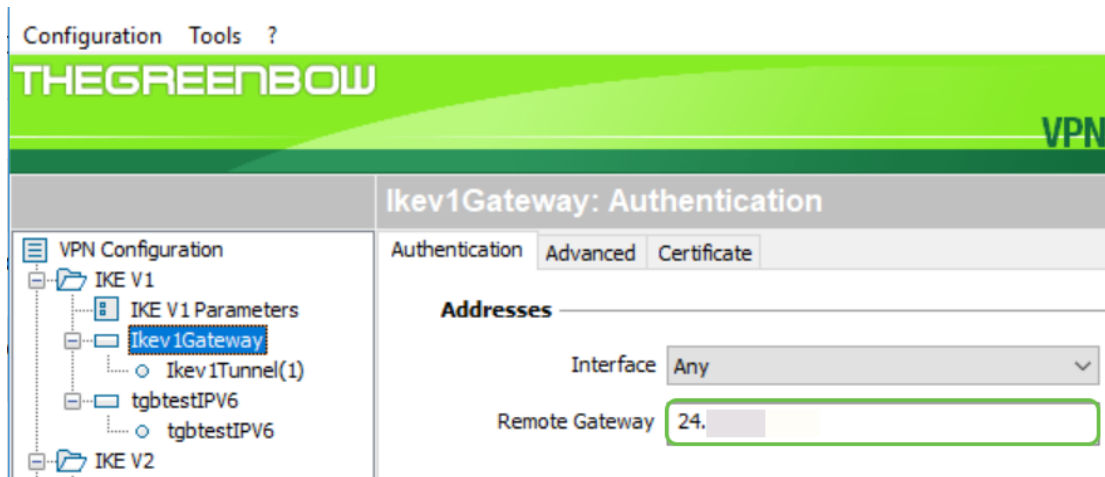 Configuration Tools ?
THEGREENBOW
VPN
Ikev1Gateway: Authentication
VPN Configuration
IKE V1
IKE V1 Parameters
Ikev1Gateway
Ikev1Tunnel(1)
tgbtestIPV6
tgbtestIPV6
IKE V2
Authentication Advanced Certificate
Addresses
Interface Any
Remote Gateway 24.